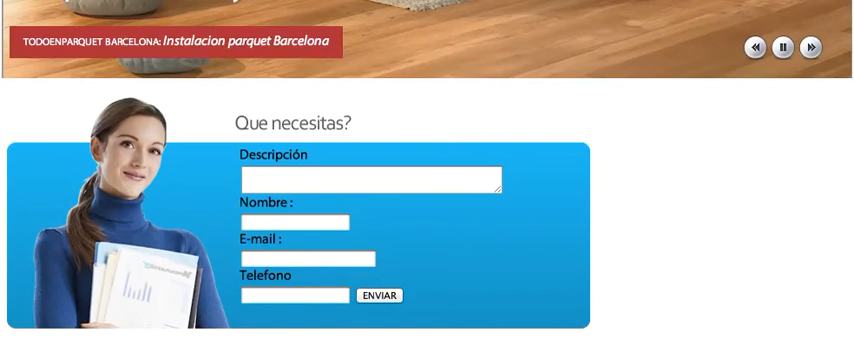 TODOENPARQUET BARCELONA: Instalacion parquet Barcelona
Que necesitas?
Descripción
Nombre :
E-mail :
Telefono
ENVIAR